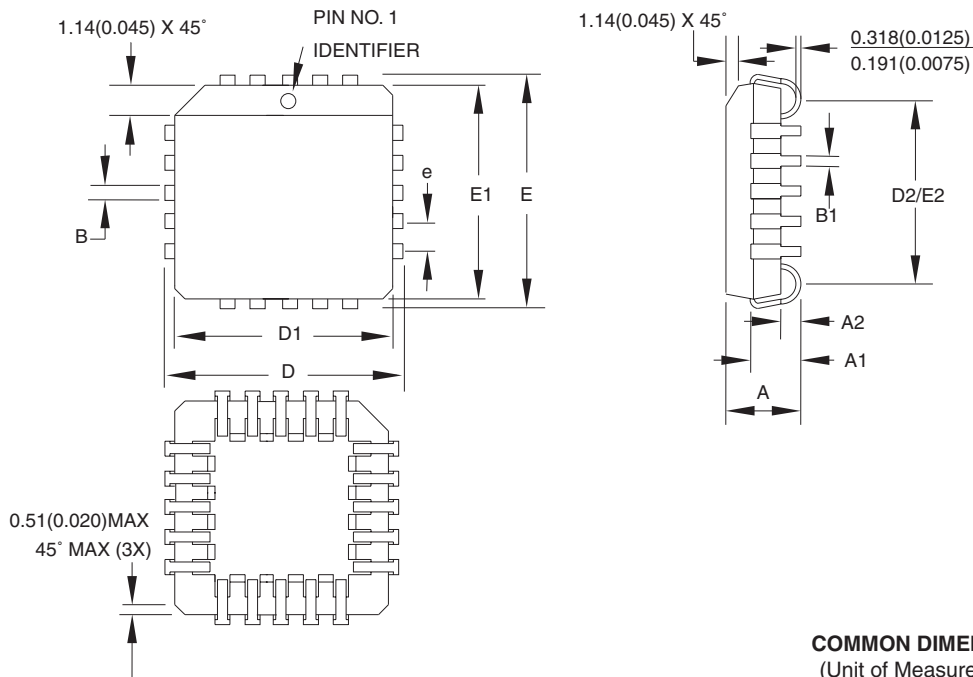 1.14(0.045) X 45˚
PIN NO. 1
IDENTIFIER
1.14(0.045) X 45˚
0.318(0.0125)
0.191(0.0075)
e
E1
E
B
D2/E2
B1
D1
D
A2
A1
A
0.51(0.020)MAX
45˚ MAX (3X)
COMMON
(Unit of